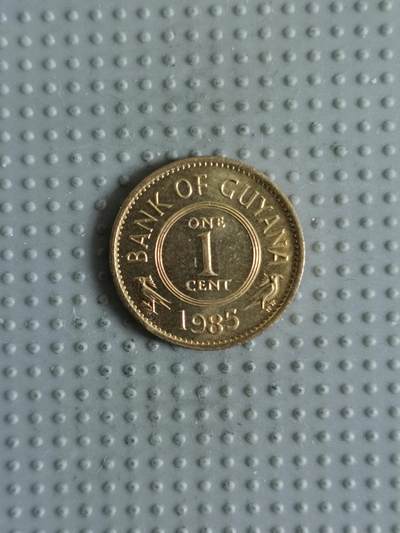 BANK OF GUYANA
ONE
1
CENT
1985